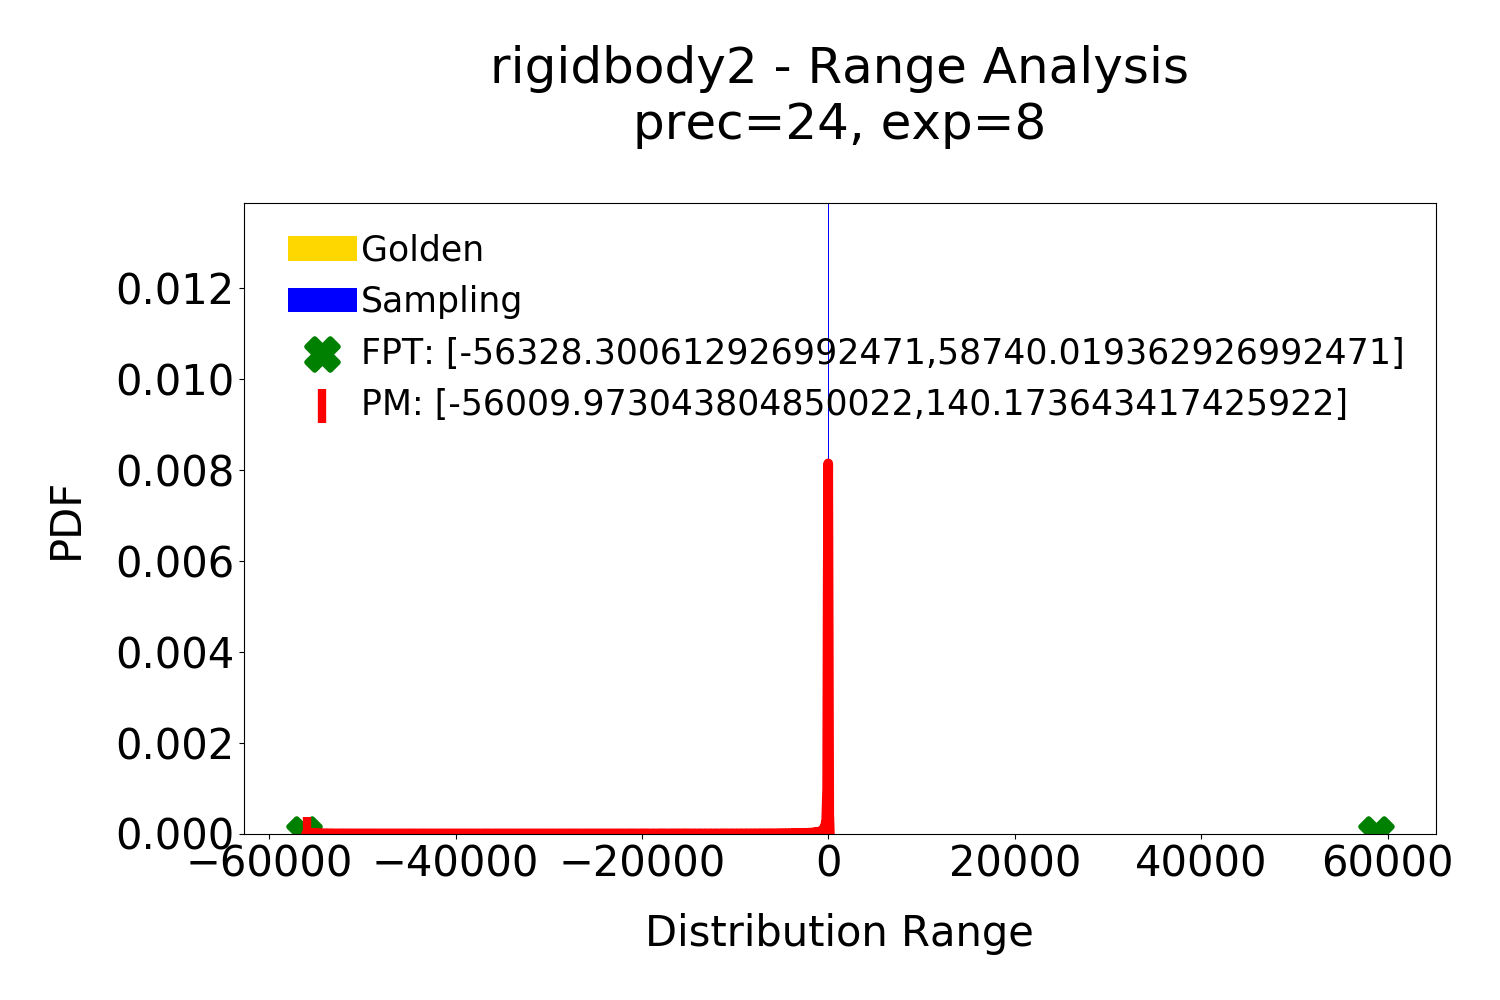 rigidbody2 - Range Analysis
prec=24, exp=8
Golden
Sampling
FPT: [-56328.300612926992471,58740.019362926992471]
PM: [-56009.973043804850022,140.173643417425922]
PDF
0.012
0.010
0.008
0.006
0.004
0.002
0.000
−60000 −40000 −20000 0 20000 40000 60000
Distribution Range